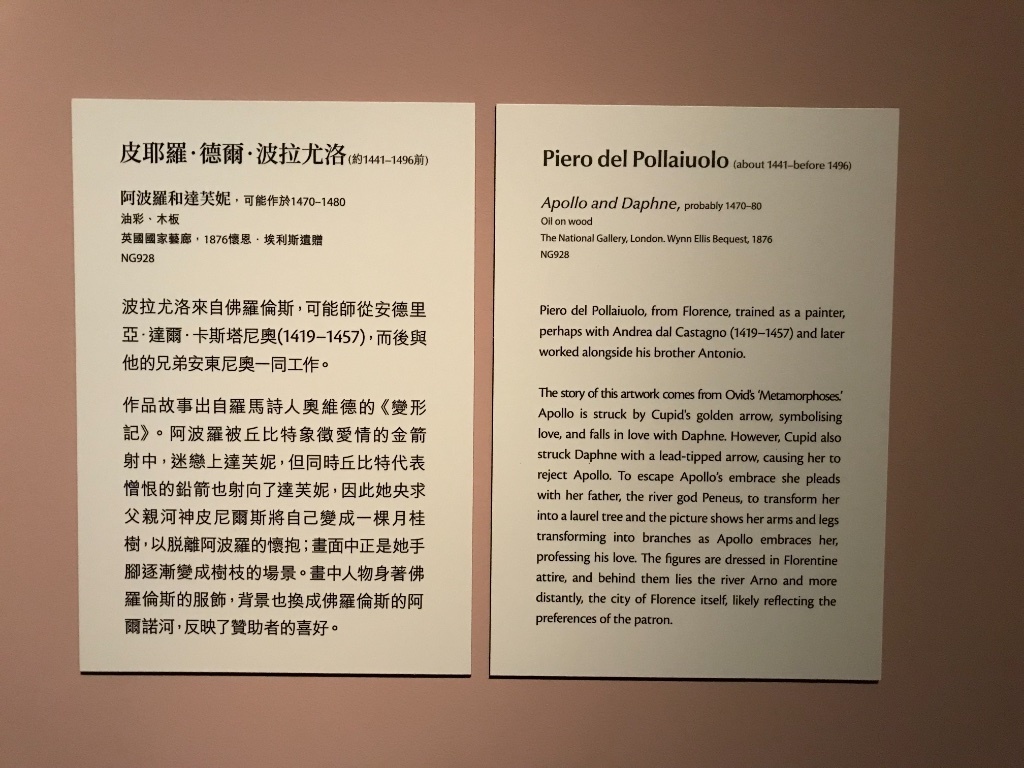 皮耶羅·德爾·波拉尤洛(約1441–1496前)
阿波羅和達芙妮，可能作於1470–1480
油彩、木板
英國國家藝廊，1876懷恩．埃利斯遺贈
NG928
波拉尤洛來自佛羅倫斯，可能師從安德里
亞·達爾·卡斯塔尼奧(1419–1457)，而後與
他的兄弟安東尼奧一同工作。
作品故事出自羅馬詩人奧維德的《變形
記》。阿波羅被丘比特象徵愛情的金箭
射中，迷戀上達芙妮，但同時丘比特代表
憎恨的鉛箭也射向了達芙妮，因此她央求
父親河神皮尼爾斯將自己變成一棵月桂
樹，以脫離阿波羅的懷抱；畫面中正是她手
腳逐漸變成樹枝的場景。畫中人物身著佛
羅倫斯的服飾，背景也換成佛羅倫斯的阿
爾諾河，反映了贊助者的喜好。
Piero del Pollaiuolo (about 1441–before 1496)
Apollo and Daphne, probably 1470–80
Oil on wood
The National Gallery, London. Wynn Ellis Bequest, 1876
NG928
Piero del Pollaiuolo, from Florence, trained as a painter,
perhaps with Andrea dal Castagno (1419–1457) and later
worked alongside his brother Antonio.
The story of this artwork comes from Ovid's 'Metamorphoses.'
Apollo is struck by Cupid's golden arrow, symbolising
love, and falls in love with Daphne. However, Cupid also
struck Daphne with a lead-tipped arrow, causing her to
reject Apollo. To escape Apollo's embrace she pleads
with her father, the river god Peneus, to transform her
into a laurel tree and the picture shows her arms and legs
transforming into branches as Apollo embraces her,
professing his love. The figures are dressed in Florentine
attire, and behind them lies the river Arno and more
distantly, the city of Florence itself, likely reflecting the
preferences of the patron.